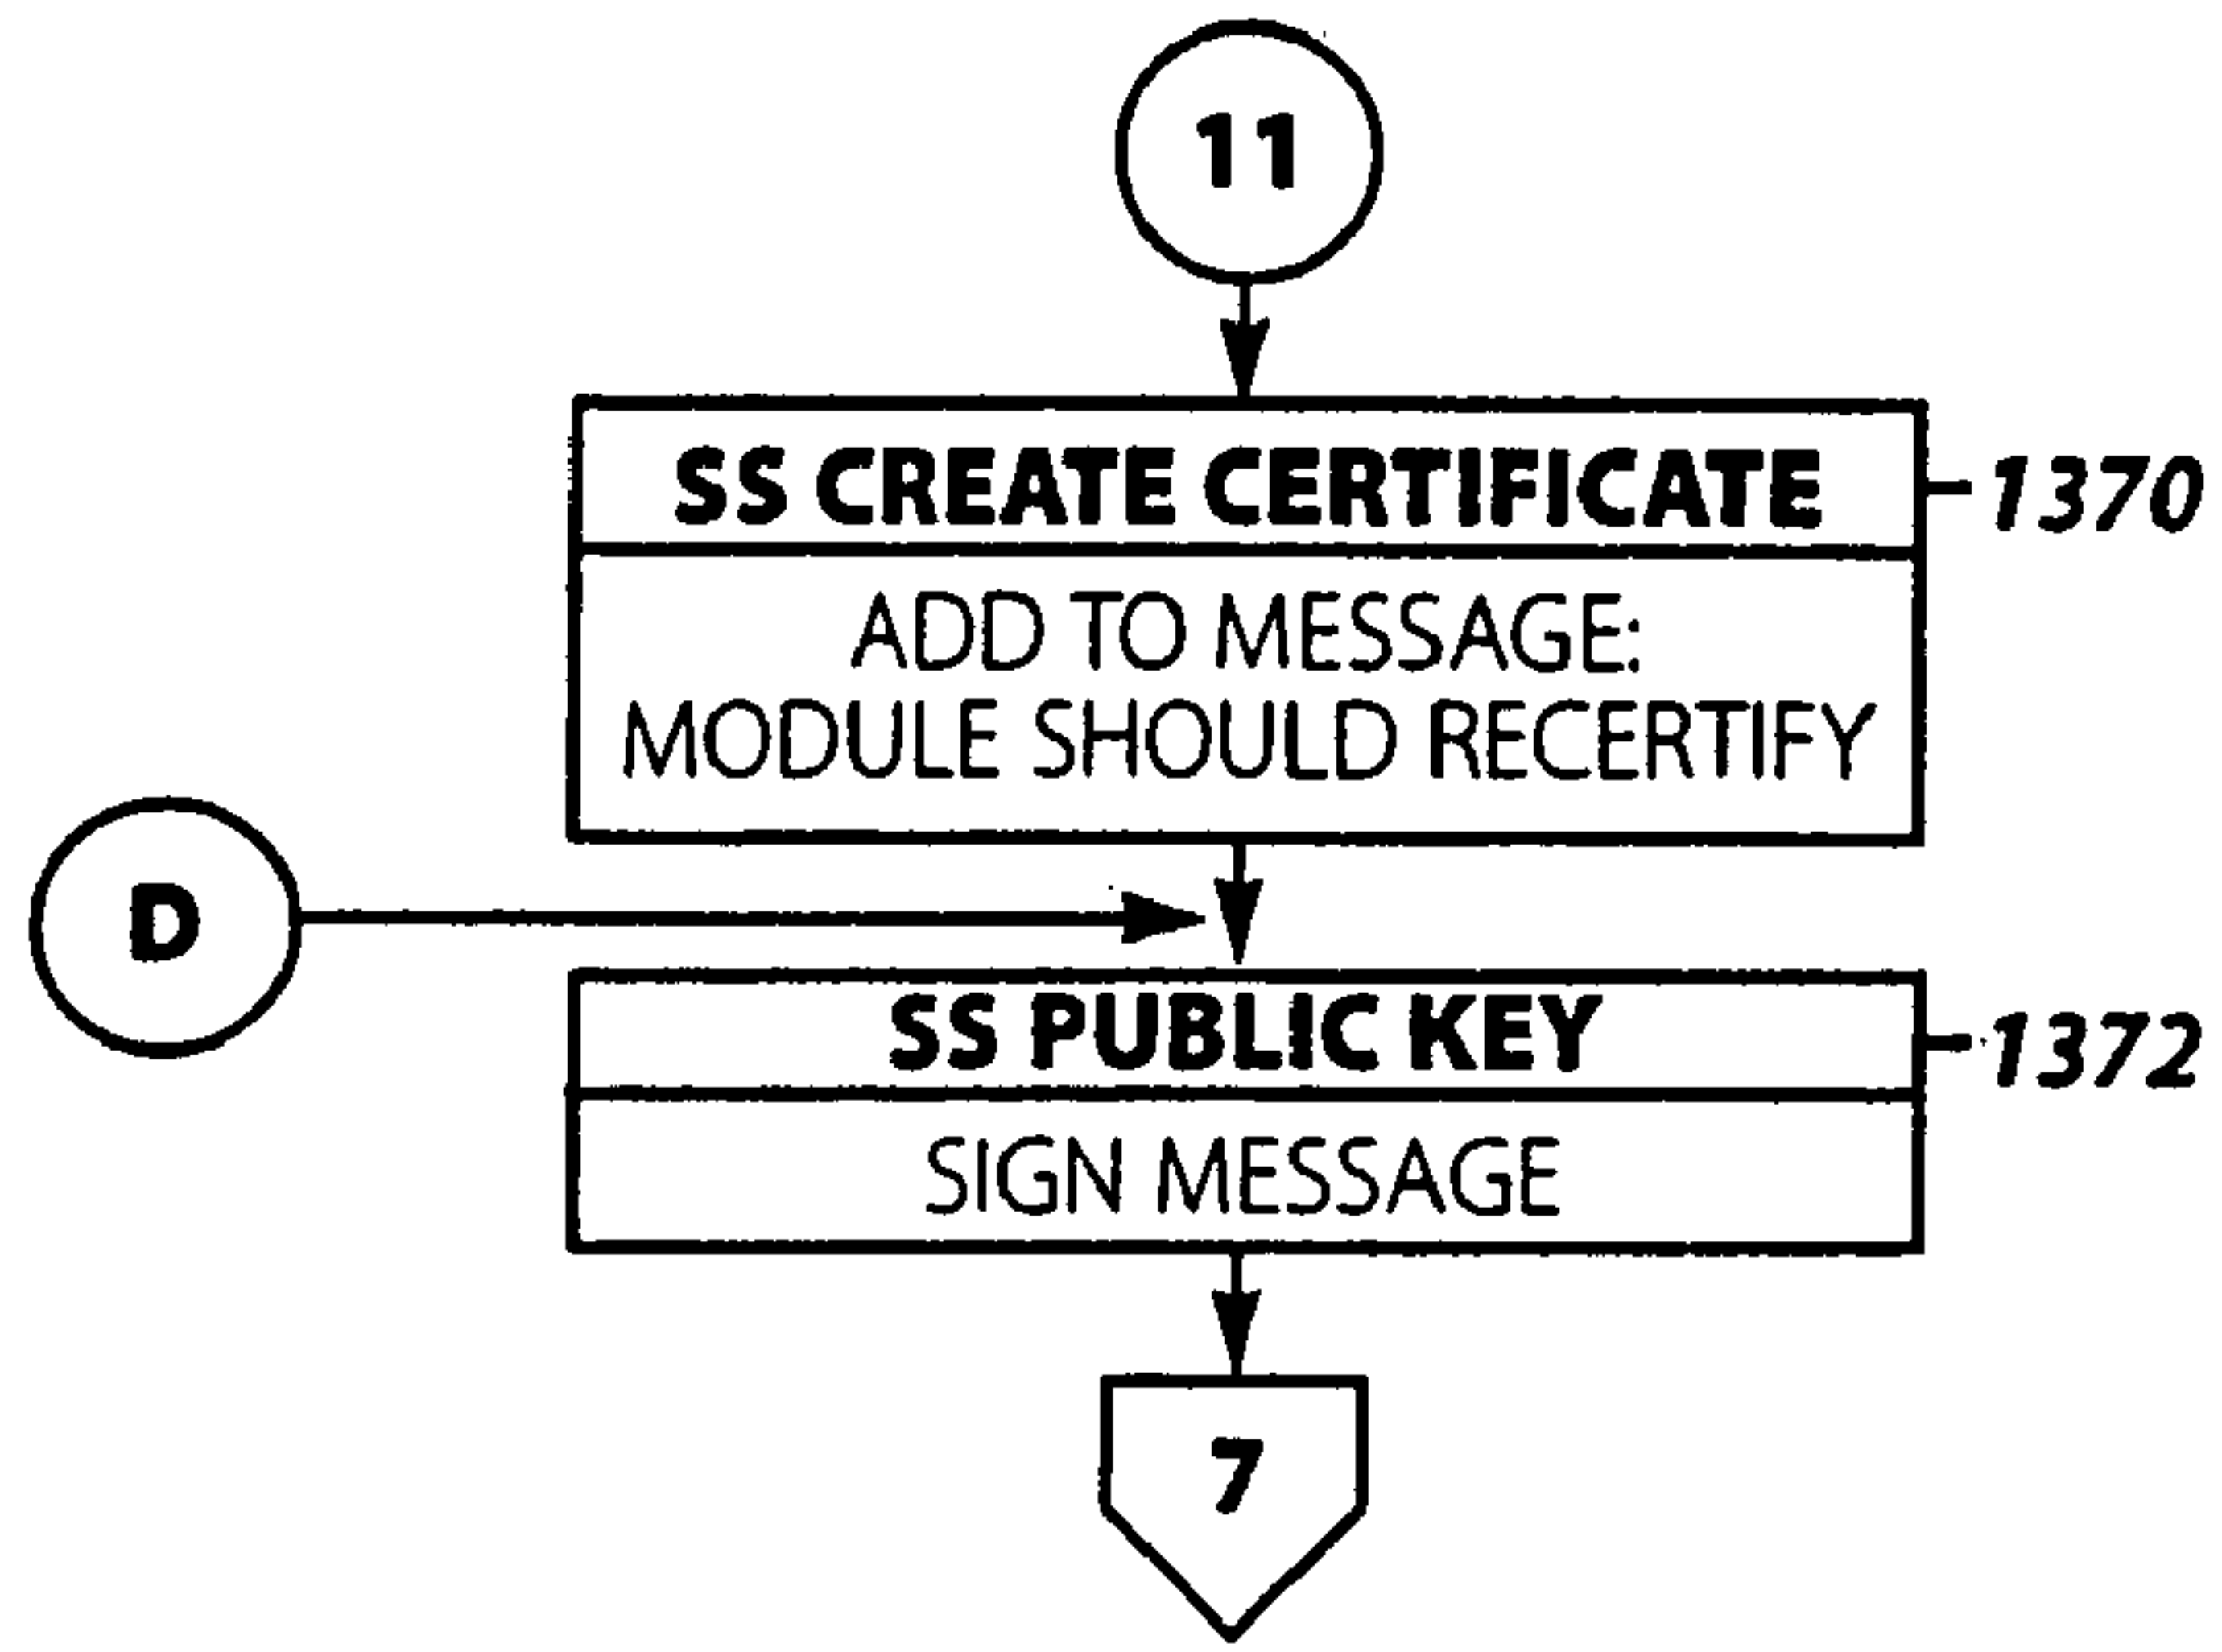 11
SS CREATE CERTIFICATE
1370
ADD TO MESSAGE:
MODULE SHOULD RECERTIFY
D
SS PUBLIC KEY
1372
SIGN MESSAGE
7